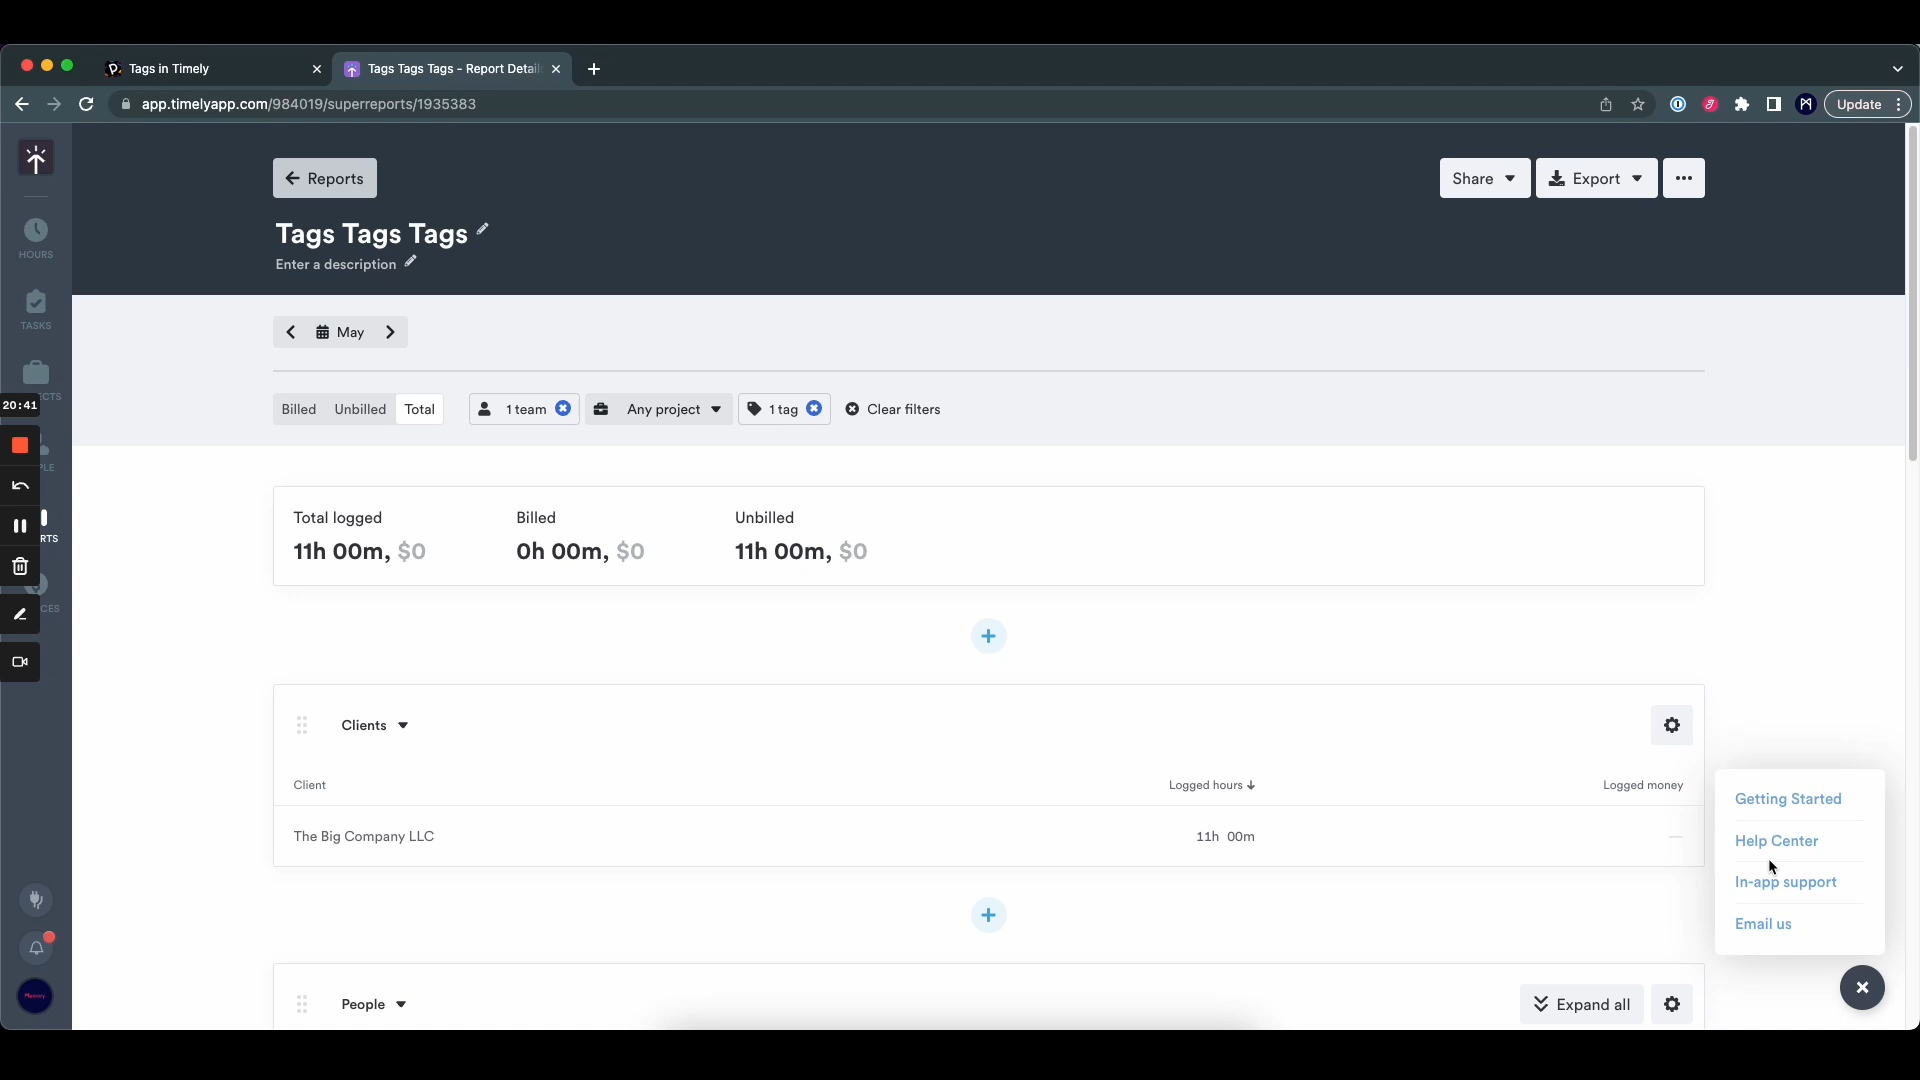 Tags in Timely
Tags Tags Tags - Report Detail
app.timelyapp.com/984019/superreports/1935383
Update
Reports
Share
Export
Tags Tags Tags
Enter a description
HOURS
TASKS
May
ECTS
20:41
Billed
Unbilled
Total
1 team
Any project
1 tag
Clear filters
PLE
Total logged
Billed
Unbilled
RTS
11h 00m, $0
0h 00m, $0
11h 00m, $0
CES
Clients
Client
Logged hours
Logged money
The Big Company LLC
11h 00m
—
Getting Started
Help Center
In-app support
Email us
People
Expand all